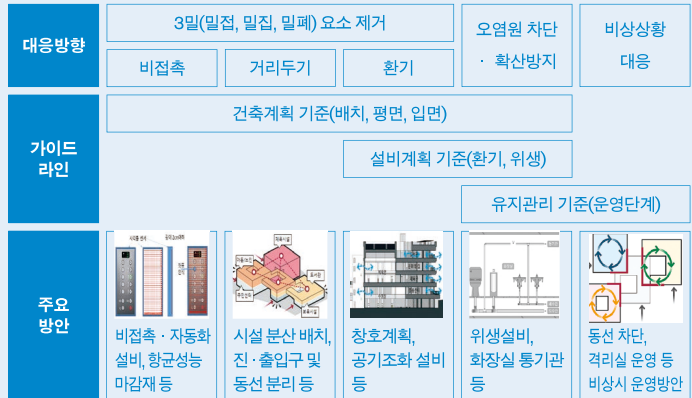 대응방향
3밀(밀접, 밀집, 밀폐) 요소 제거
비접촉
거리두기
환기
오염원 차단
· 확산방지
비상상황
대응
가이드
라인
건축계획 기준(배치, 평면, 입면)
설비계획 기준(환기, 위생)
유지관리 기준(운영단계)
주요
방안
비접촉 · 자동화
설비, 항균성능
마감재 등
시설 분산 배치,
진 · 출입구 및
동선 분리 등
창호계획,
공기조화 설비
등
위생설비,
화장실 통기관
등
동선 차단,
격리실 운영 등
비상시 운영방안